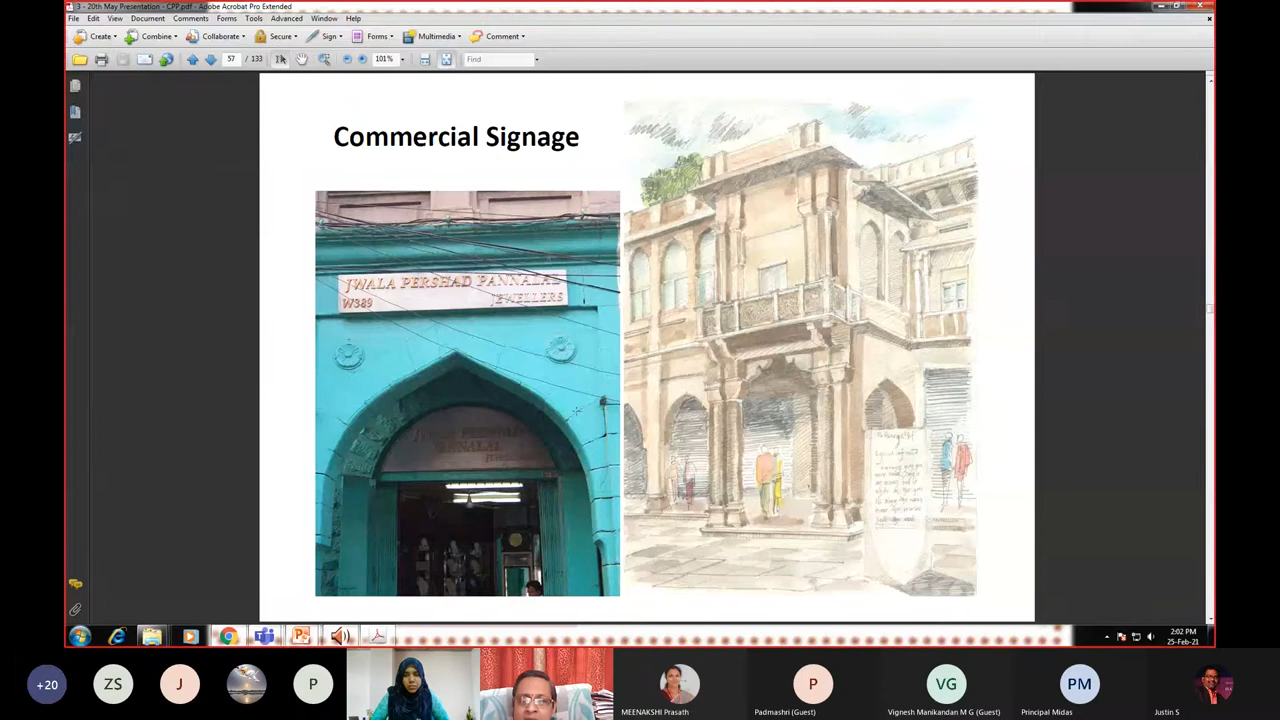 3 - 20th May Presentation - CPP.pdf - Adobe Acrobat Pro Extended
File Edit View Document Comments Forms Tools Advanced Window Help
Create Combine Collaborate Secure Sign Forms Multimedia Comment
57 / 133 101% Find
Commercial Signage
JWALA PERSHAD PANNALAL
W389 JEWELLERS
2:02 PM
25-Feb-21
+20 ZS J P P VG PM
MEENAKSHI Prasath Padmashri (Guest) Vignesh Manikandan M G (Guest) Principal Midas Justin S